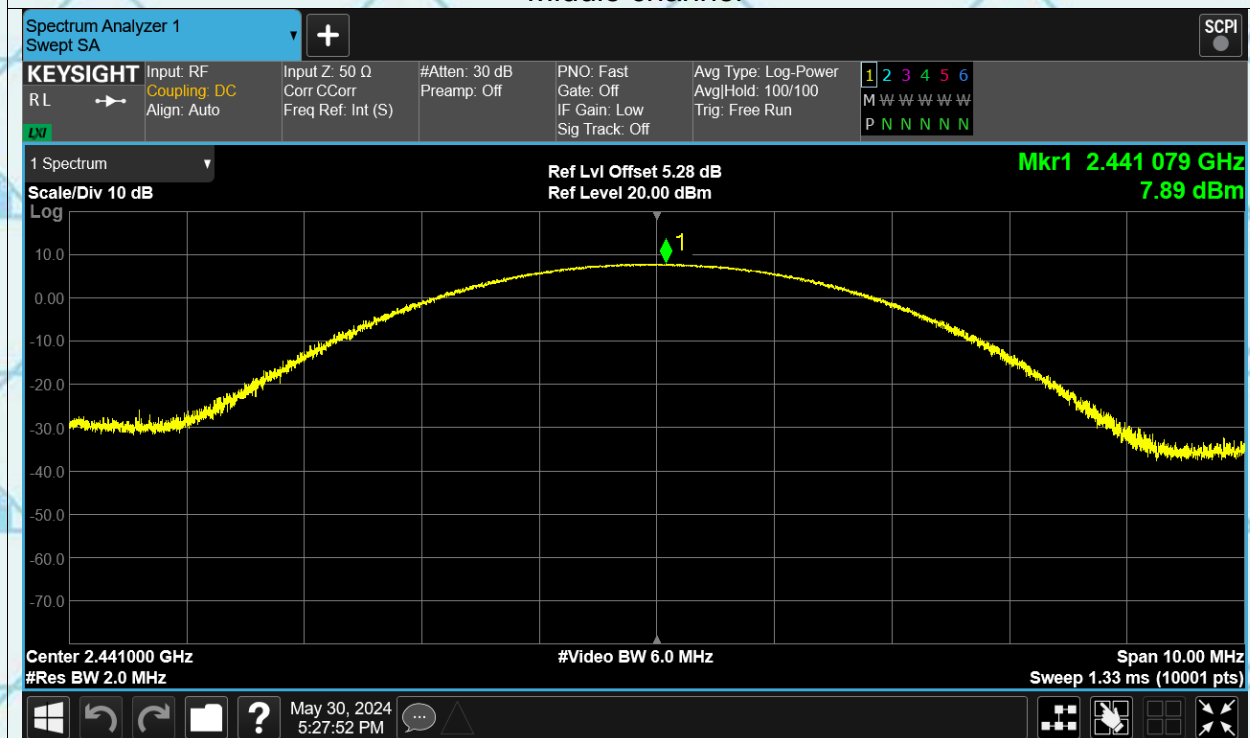 Spectrum Analyzer 1
Swept SA
+
SCPI
KEYSIGHT
RL
LXI
Input: RF
Coupling: DC
Align: Auto
Input Z: 50 Ω
Corr CCorr
Freq Ref: Int (S)
#Atten: 30 dB
Preamp: Off
PNO: Fast
Gate: Off
IF Gain: Low
Sig Track: Off
Avg Type: Log-Power
Avg|Hold: 100/100
Trig: Free Run
1 2 3 4 5 6
M W W W W W
P N N N N N
1 Spectrum
Scale/Div 10 dB
Log
Ref Lvl Offset 5.28 dB
Ref Level 20.00 dBm
Mkr1 2.441 079 GHz
7.89 dBm
1
10.0
0.00
-10.0
-20.0
-30.0
-40.0
-50.0
-60.0
-70.0
Center 2.441000 GHz
#Res BW 2.0 MHz
#Video BW 6.0 MHz
Span 10.00 MHz
Sweep 1.33 ms (10001 pts)
?
May 30, 2024
5:27:52 PM